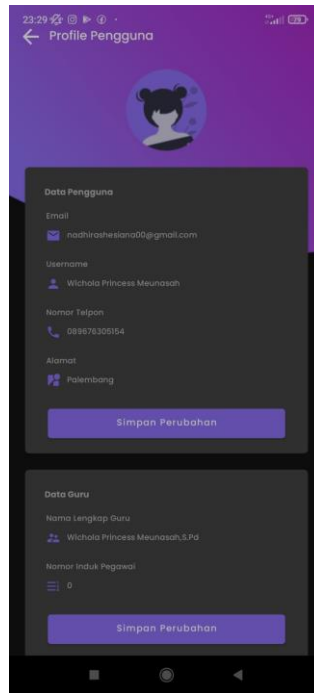 23:29
Profile Pengguna
Data Pengguna
Email
nadhirashesiana00@gmail.com
Username
Wichola Princess Meunasah
Nomor Telpon
089676305154
Alamat
Palembang
Simpan Perubahan
Data Guru
Nama Lengkap Guru
Wichola Princess Meunasah,S.Pd
Nomor Induk Pegawai
0
Simpan Perubahan